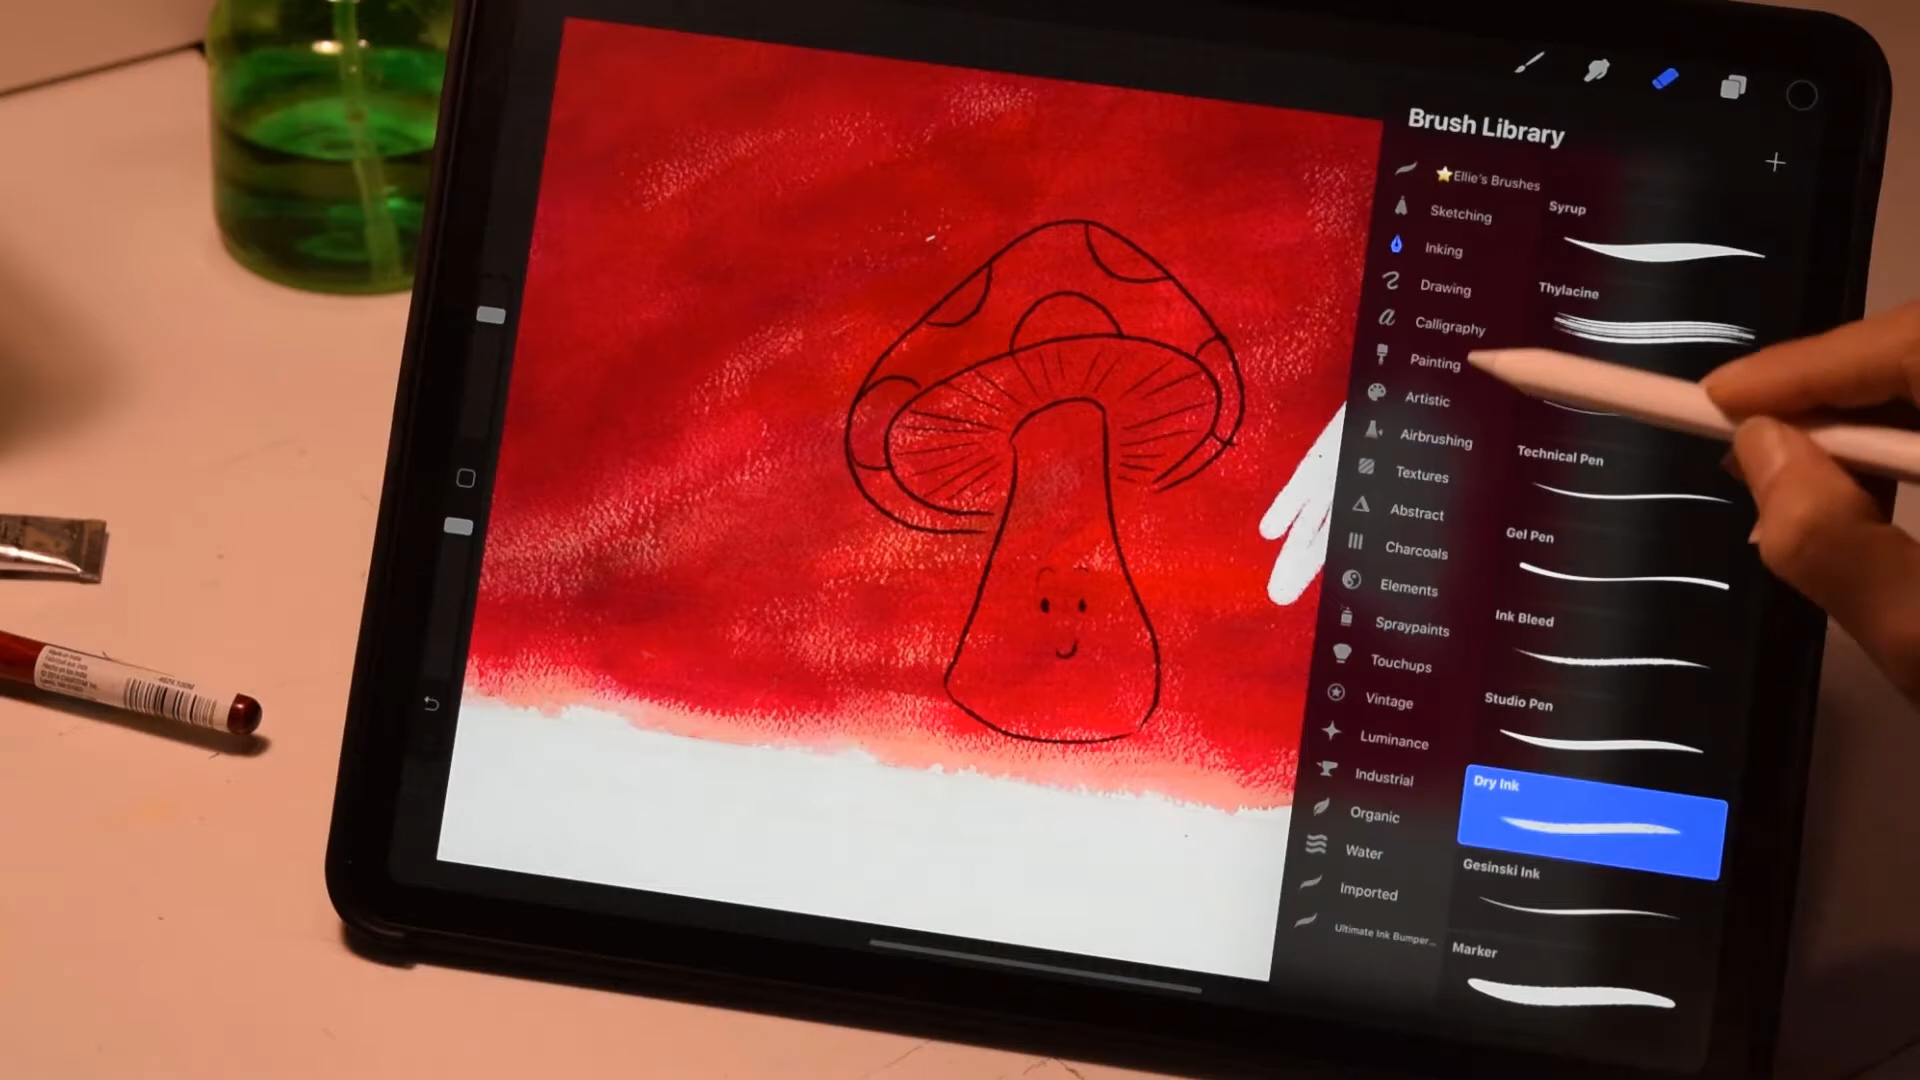 Brush Library
⭐Ellie's Brushes
Sketching
Inking
Drawing
Calligraphy
Painting
Artistic
Airbrushing
Textures
Abstract
Charcoals
Elements
Spraypaints
Touchups
Vintage
Luminance
Industrial
Organic
Water
Imported
Ultimate Ink Bumper...
Syrup
Thylacine
Technical Pen
Gel Pen
Ink Bleed
Studio Pen
Dry Ink
Gesinski Ink
Marker